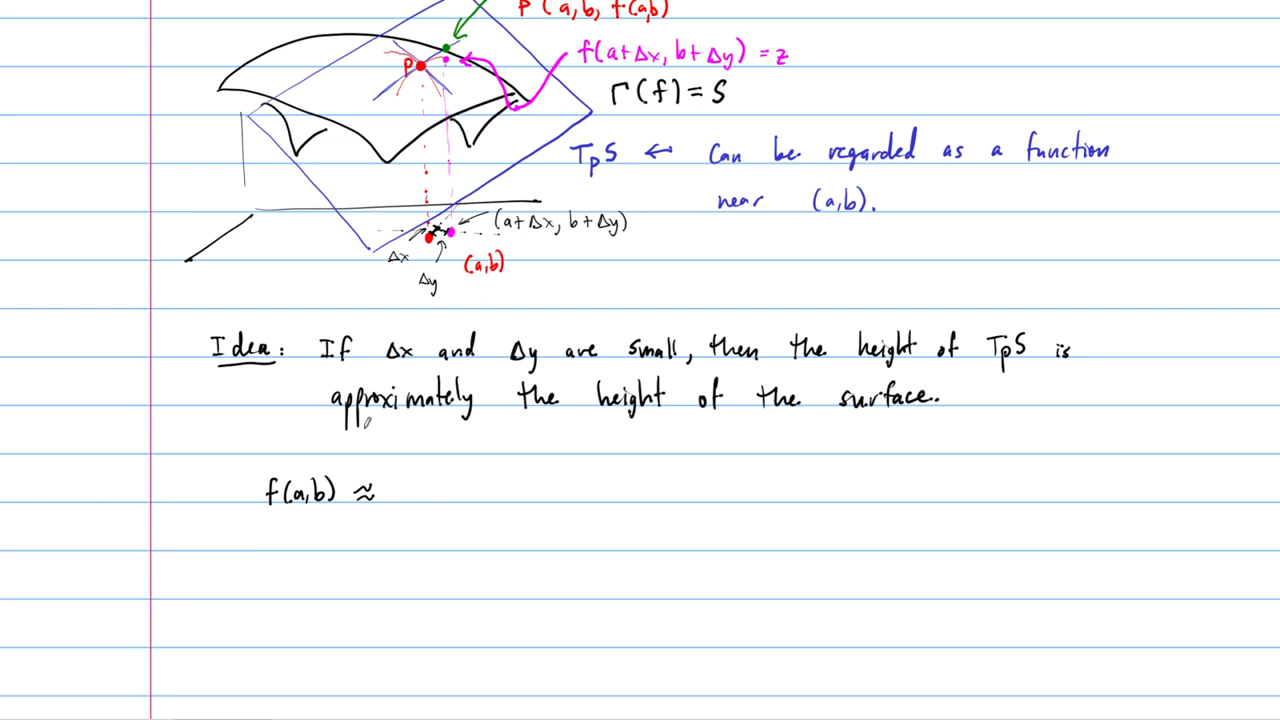 P (a, b, f(a,b))
f(a+Δx, b+Δy) = z
P
Γ(f) = S
TpS ← Can be regarded as a function
near (a,b).
(a+Δx, b+Δy)
Δx
(a,b)
Δy
Idea: If Δx and Δy are small, then the height of TpS is
approximately the height of the surface.
f(a,b) ≈